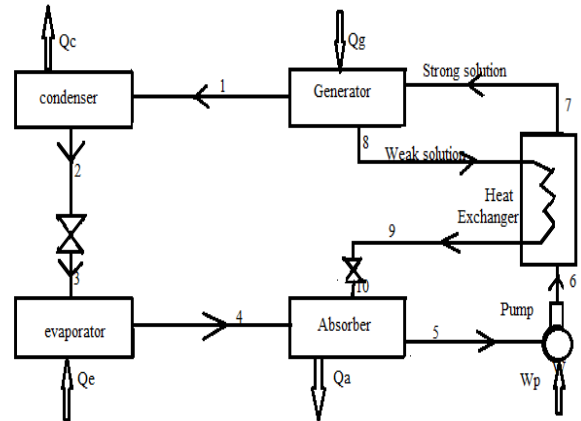 Qc
Qg
condenser
1
Generator
Strong solution
7
2
8
Weak solution
Heat
Exchanger
9
3
10
6
evaporator
4
Absorber
5
Pump
Qe
Qa
Wp